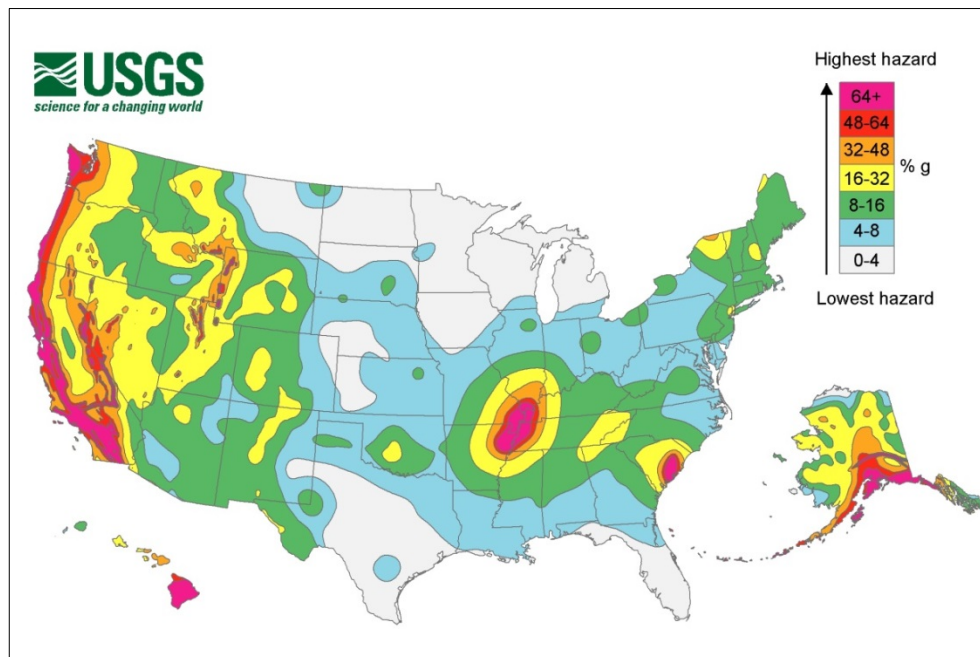 USGS
science for a changing world
Highest hazard
64+
48-64
32-48
16-32
8-16
4-8
0-4
% g
Lowest hazard